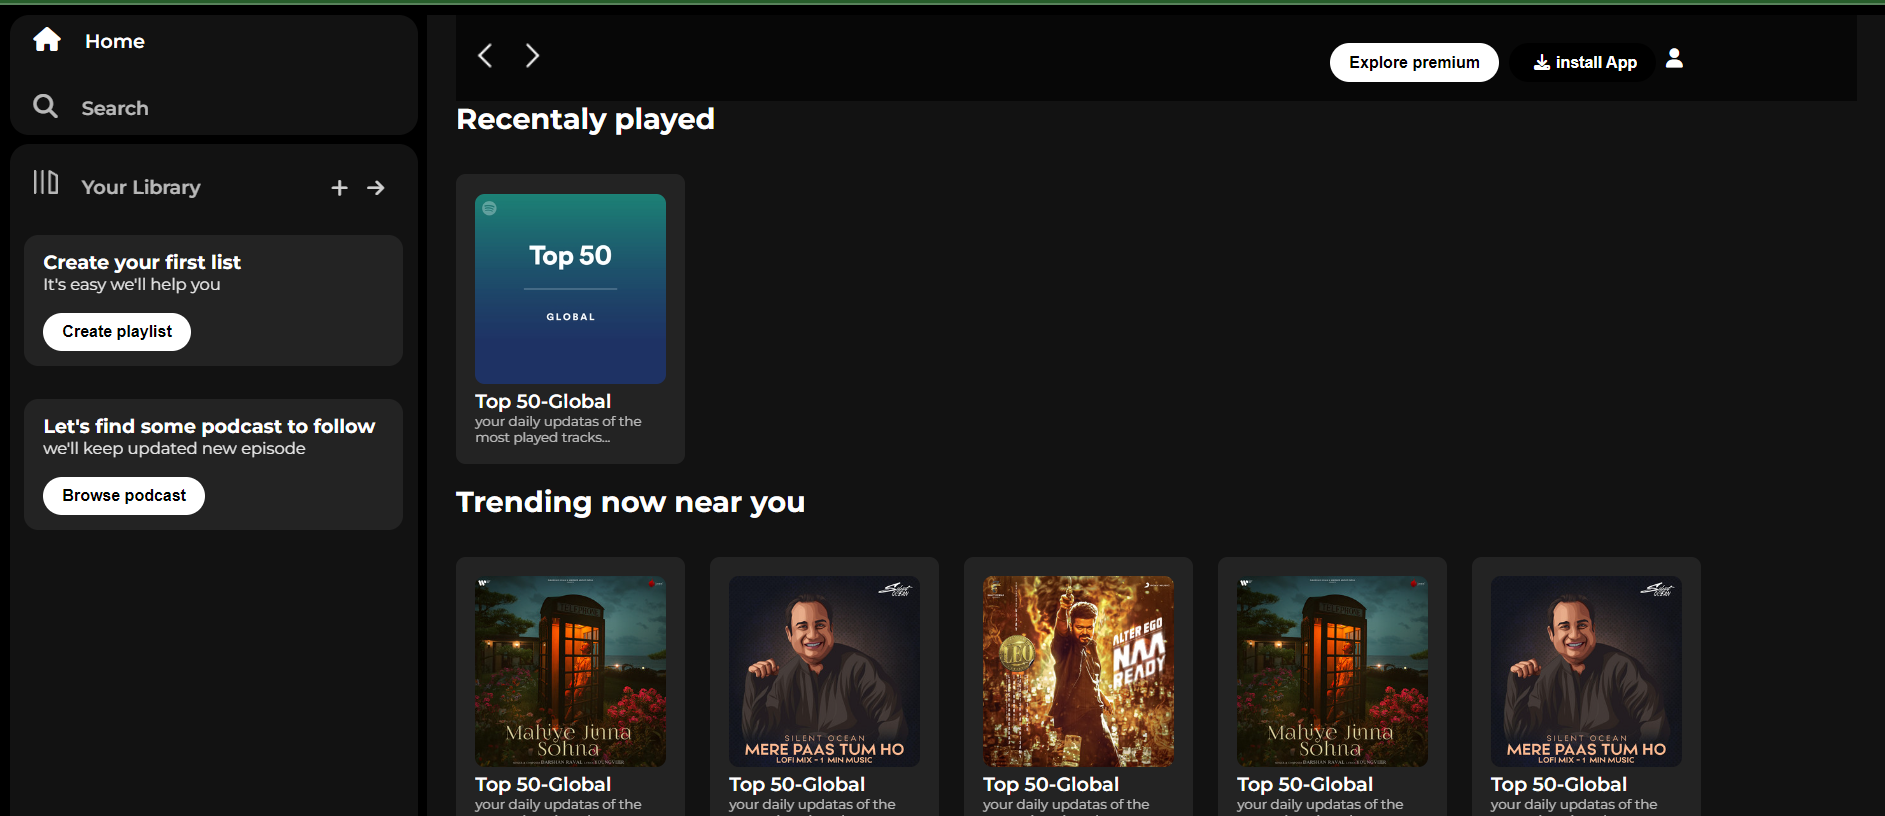 Home
Search
Your Library
Create your first list
It's easy we'll help you
Create playlist
Let's find some podcast to follow
we'll keep updated new episode
Browse podcast
Explore premium
install App
Recentaly played
Top 50
GLOBAL
Top 50-Global
your daily updatas of the
most played tracks...
Trending now near you
Mahiye Jinna
Sohna
Top 50-Global
your daily updatas of the
Silent
OCEAN
SILENT OCEAN
MERE PAAS TUM HO
LOFI MIX - 1 MIN MUSIC
Top 50-Global
your daily updatas of the
LEO
ALTER EGO
NAA
READY
Top 50-Global
your daily updatas of the
Mahiye Jinna
Sohna
Top 50-Global
your daily updatas of the
Silent
OCEAN
SILENT OCEAN
MERE PAAS TUM HO
LOFI MIX - 1 MIN MUSIC
Top 50-Global
your daily updatas of the